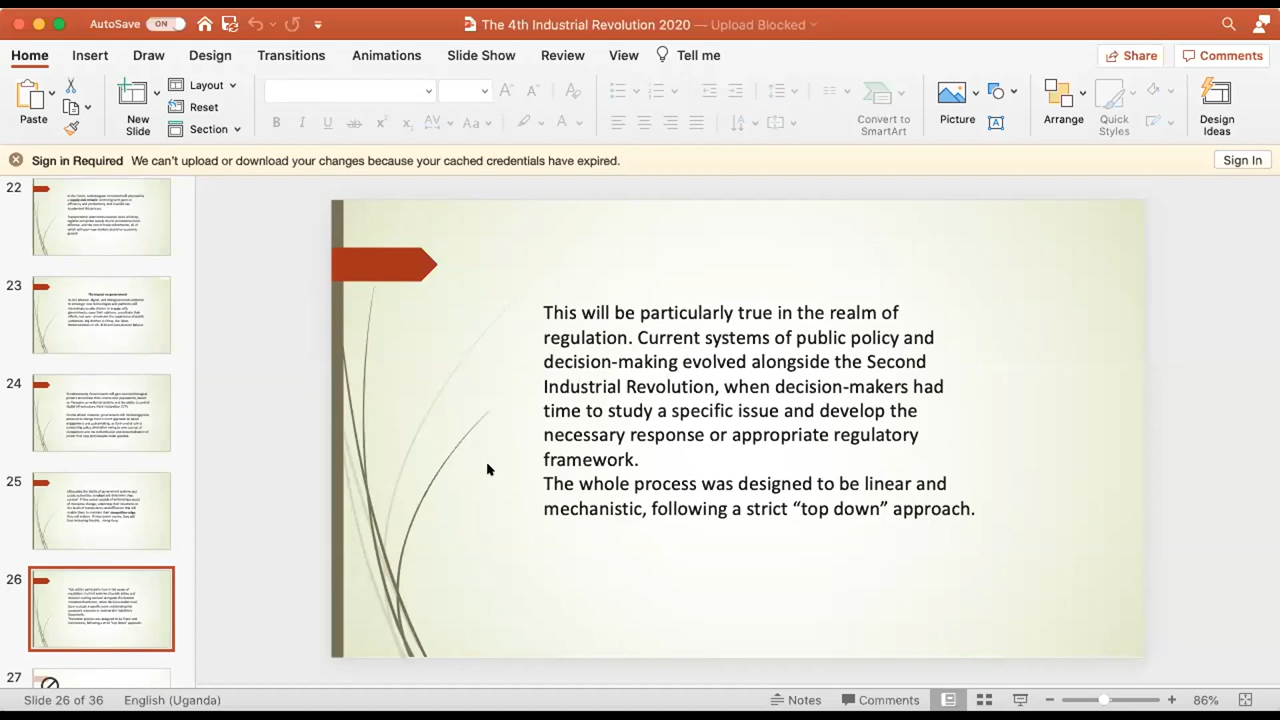 AutoSave ON The 4th Industrial Revolution 2020 — Upload Blocked
Home Insert Draw Design Transitions Animations Slide Show Review View Tell me Share Comments
Paste New Slide Layout Reset Section Convert to SmartArt Picture Arrange Quick Styles Design Ideas
Sign in Required We can't upload or download your changes because your cached credentials have expired. Sign In
22
23
24
25
26
27
This will be particularly true in the realm of
regulation. Current systems of public policy and
decision-making evolved alongside the Second
Industrial Revolution, when decision-makers had
time to study a specific issue and develop the
necessary response or appropriate regulatory
framework.
The whole process was designed to be linear and
mechanistic, following a strict “top down” approach.
Slide 26 of 36 English (Uganda) Notes Comments 86%